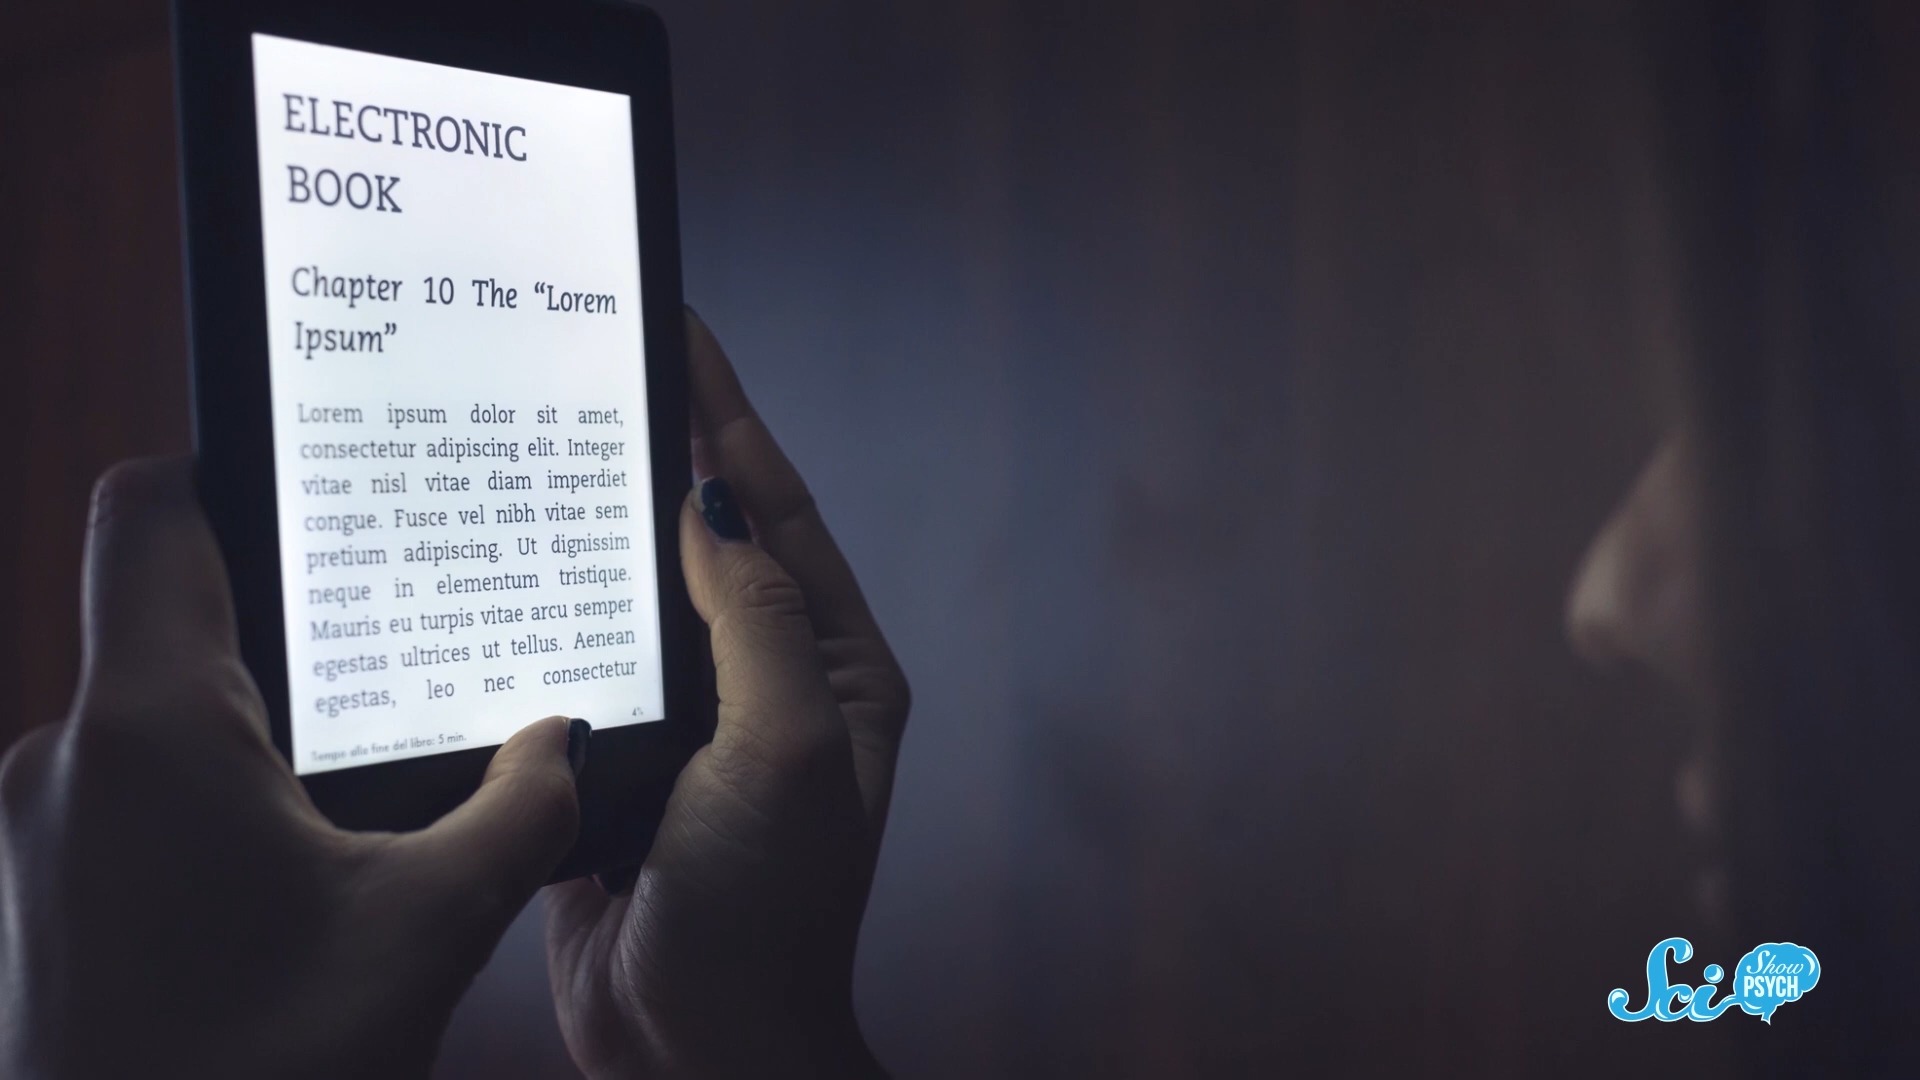 ELECTRONIC
BOOK
Chapter 10 The “Lorem
Ipsum”
Lorem ipsum dolor sit amet,
consectetur adipiscing elit. Integer
vitae nisl vitae diam imperdiet
congue. Fusce vel nibh vitae sem
pretium adipiscing. Ut dignissim
neque in elementum tristique.
Mauris eu turpis vitae arcu semper
egestas ultrices ut tellus. Aenean
egestas, leo nec consectetur
4%
Tempo alla fine del libro: 5 min.
Sci Show
PSYCH